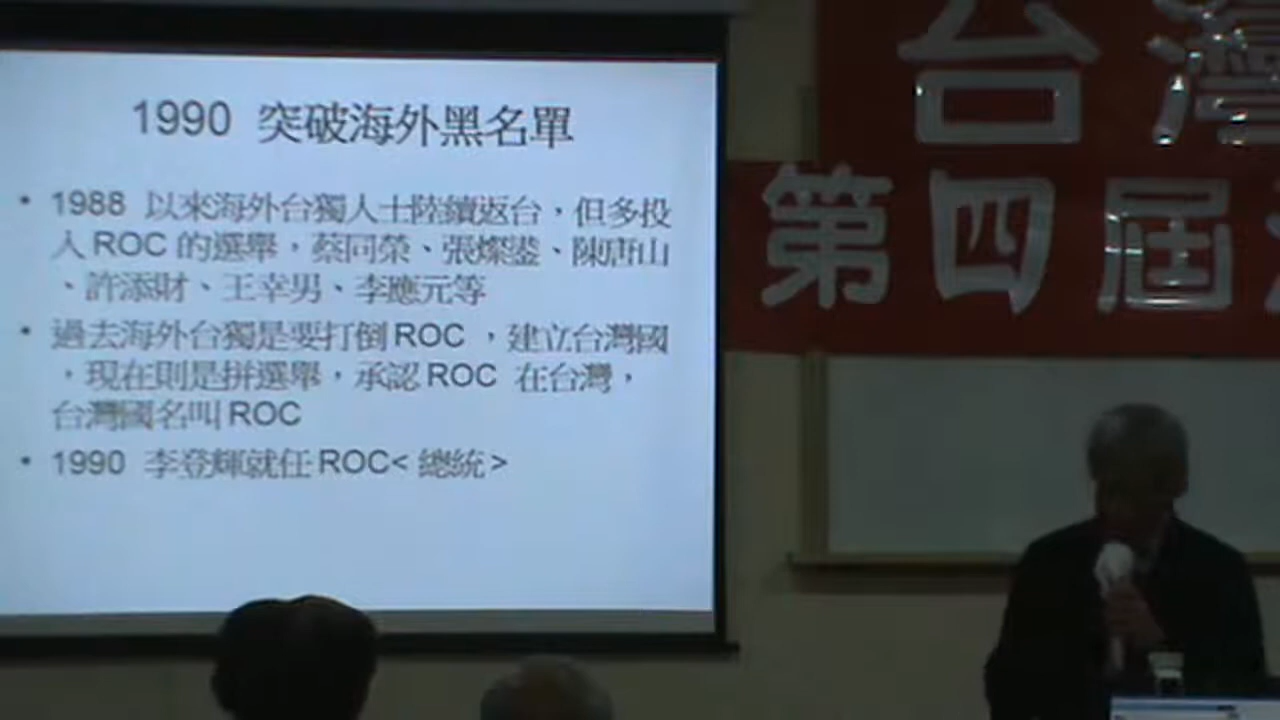 1990 突破海外黑名單
• 1988 以來海外台獨人士陸續返台，但多投
人 ROC 的選舉，蔡同榮、張燦鍙、陳唐山
、許添財、王幸男、李應元等
• 過去海外台獨是要打倒 ROC ，建立台灣國
，現在則是拼選舉，承認 ROC 在台灣，
台灣國名叫 ROC
• 1990 李登輝就任 ROC< 總統 >
台灣
第四屆